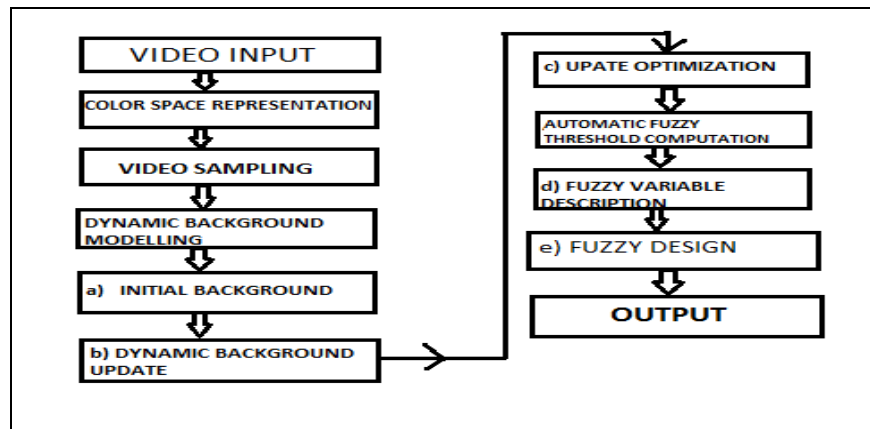 VIDEO INPUT
COLOR SPACE REPRESENTATION
VIDEO SAMPLING
DYNAMIC BACKGROUND
MODELLING
a) INITIAL BACKGROUND
b) DYNAMIC BACKGROUND
UPDATE
c) UPATE OPTIMIZATION
AUTOMATIC FUZZY
THRESHOLD COMPUTATION
d) FUZZY VARIABLE
DESCRIPTION
e) FUZZY DESIGN
OUTPUT